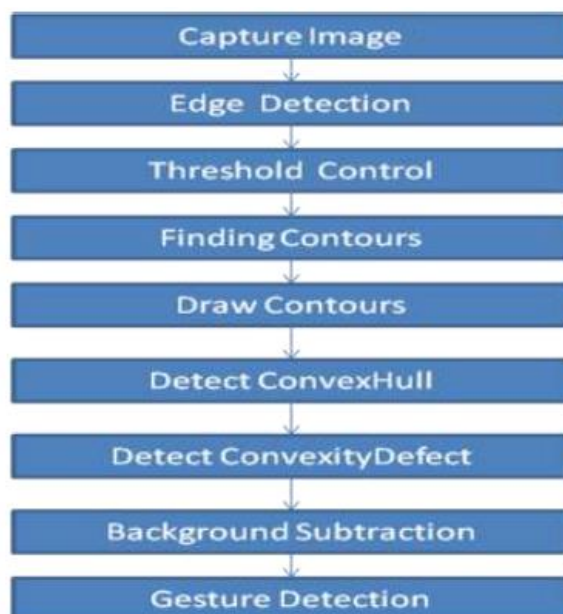 Capture Image
Edge Detection
Threshold Control
Finding Contours
Draw Contours
Detect ConvexHull
Detect ConvexityDefect
Background Subtraction
Gesture Detection